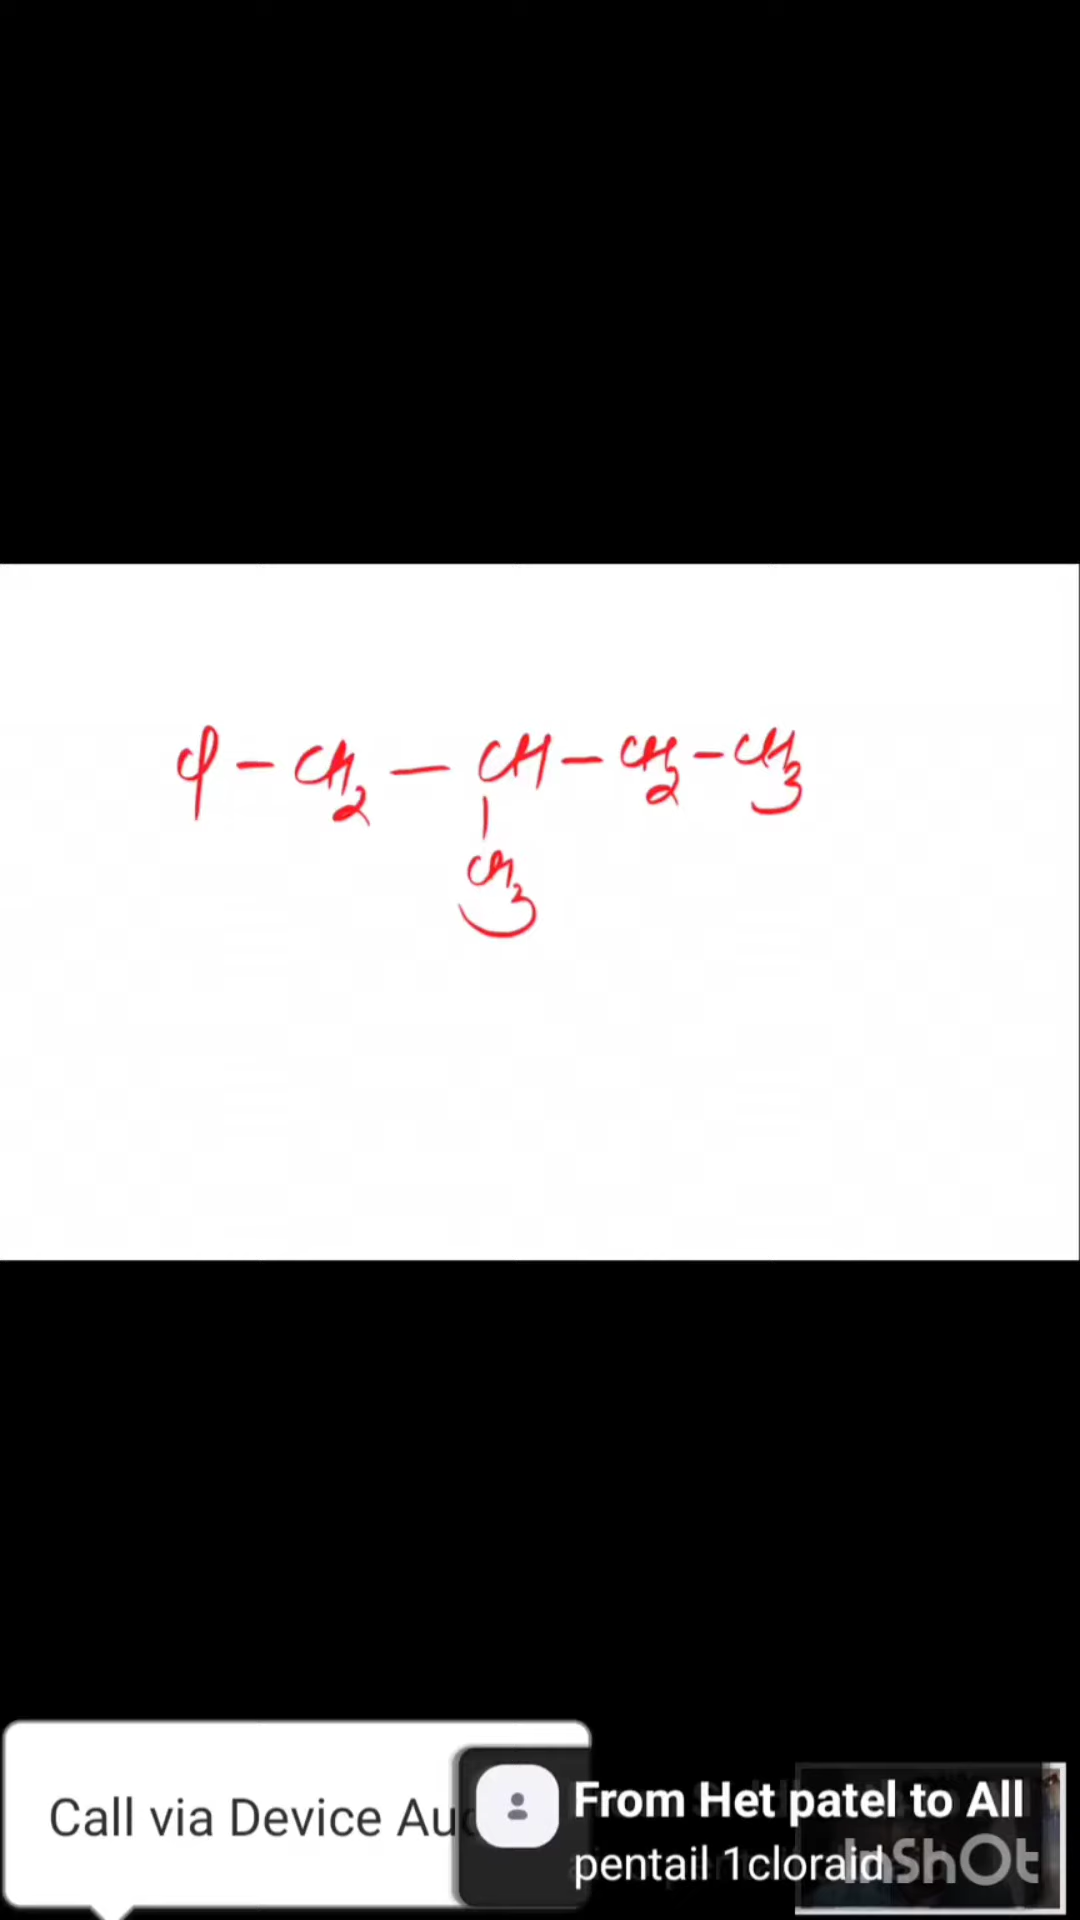 Cl - CH2 - CH - CH2 - CH3
|
CH3
Call via Device Au
From Het patel to All
pentail 1cloraid
InShOt